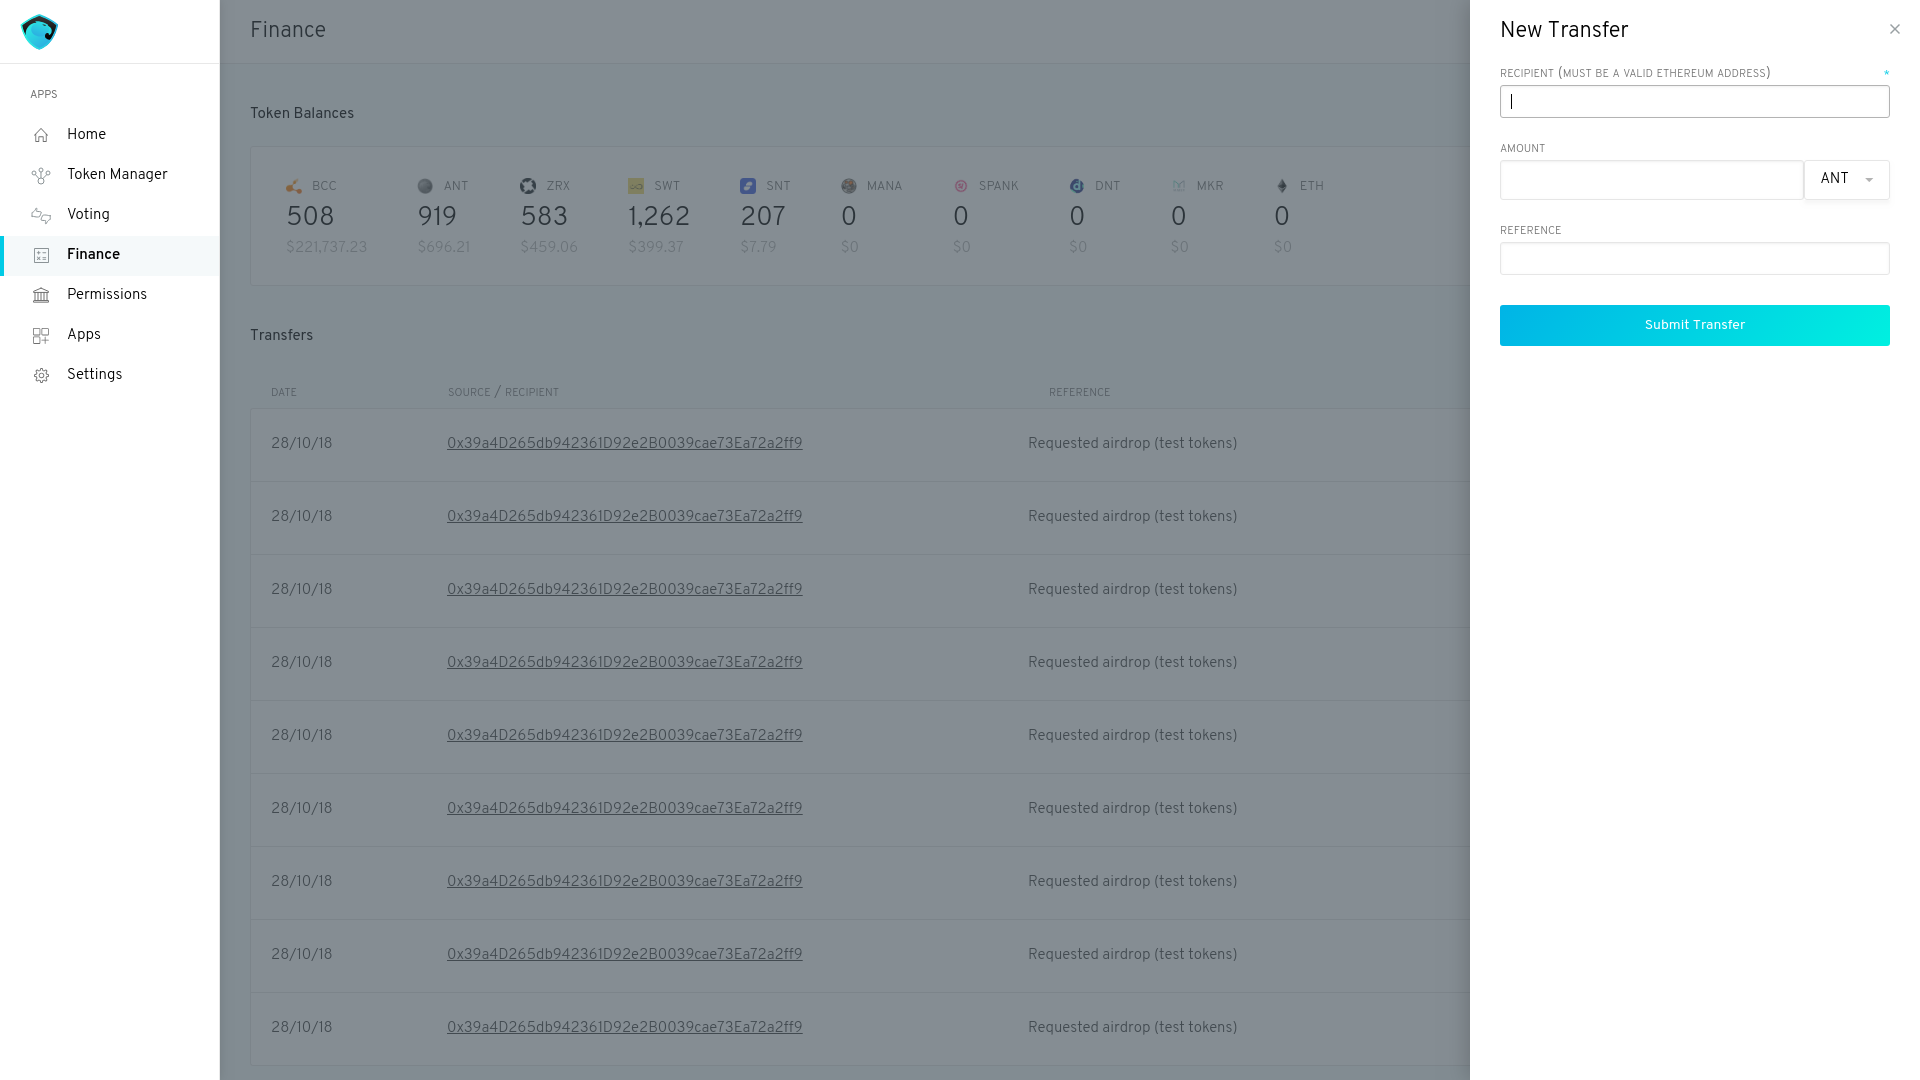 APPS
Home
Token Manager
Voting
Finance
Permissions
Apps
Settings
Finance
Token Balances
BCC ANT ZRX SWT SNT MANA SPANK DNT MKR ETH
508 919 583 1,262 207 0 0 0 0 0
$221,737.23 $696.21 $459.06 $399.37 $7.79 $0 $0 $0 $0 $0
Transfers
DATE SOURCE / RECIPIENT REFERENCE
28/10/18 0x39a4D265db942361D92e2B0039cae73Ea72a2ff9 Requested airdrop (test tokens)
28/10/18 0x39a4D265db942361D92e2B0039cae73Ea72a2ff9 Requested airdrop (test tokens)
28/10/18 0x39a4D265db942361D92e2B0039cae73Ea72a2ff9 Requested airdrop (test tokens)
28/10/18 0x39a4D265db942361D92e2B0039cae73Ea72a2ff9 Requested airdrop (test tokens)
28/10/18 0x39a4D265db942361D92e2B0039cae73Ea72a2ff9 Requested airdrop (test tokens)
28/10/18 0x39a4D265db942361D92e2B0039cae73Ea72a2ff9 Requested airdrop (test tokens)
28/10/18 0x39a4D265db942361D92e2B0039cae73Ea72a2ff9 Requested airdrop (test tokens)
28/10/18 0x39a4D265db942361D92e2B0039cae73Ea72a2ff9 Requested airdrop (test tokens)
28/10/18 0x39a4D265db942361D92e2B0039cae73Ea72a2ff9 Requested airdrop (test tokens)
New Transfer
RECIPIENT (MUST BE A VALID ETHEREUM ADDRESS) *
AMOUNT
ANT
REFERENCE
Submit Transfer